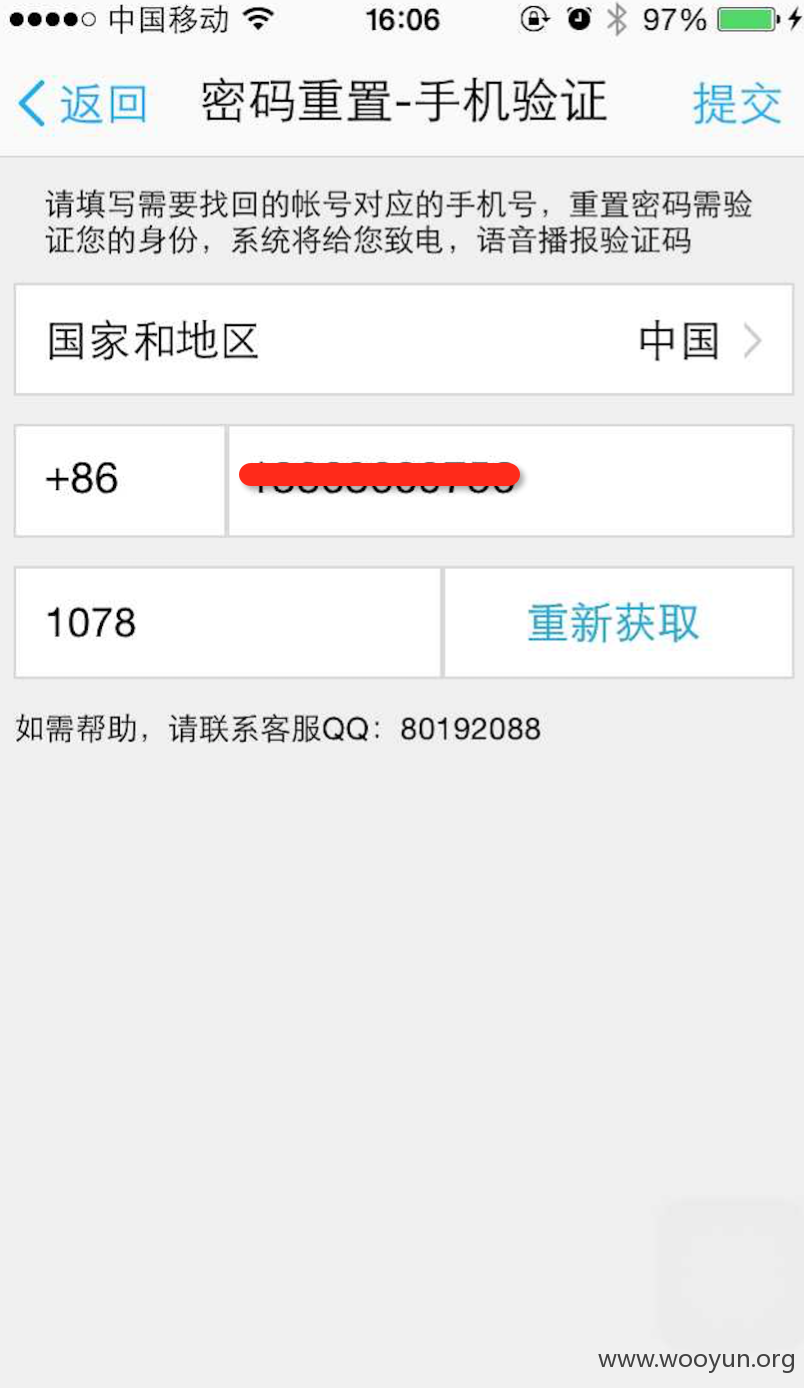 中国移动 16:06 97%
返回 密码重置-手机验证 提交
请填写需要找回的帐号对应的手机号，重置密码需验
证您的身份，系统将给您致电，语音播报验证码
国家和地区 中国
+86
1078 重新获取
如需帮助，请联系客服QQ：80192088
www.wooyun.org